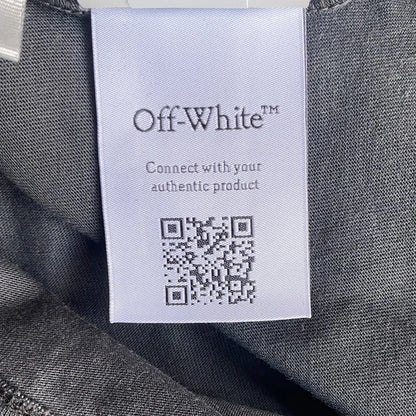 Off-White™
Connect with your
authentic product